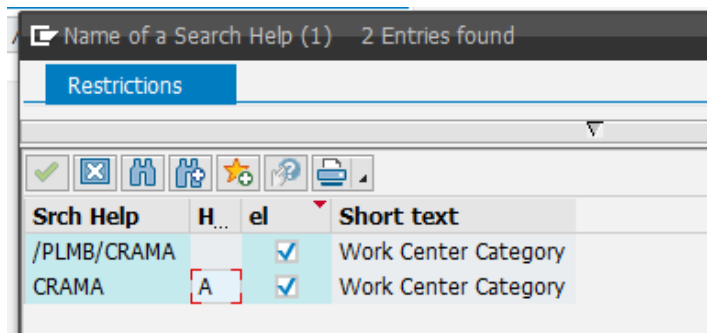 Name of a Search Help (1) 2 Entries found
Restrictions
Srch Help H... el Short text
/PLMB/CRAMA Work Center Category
CRAMA A Work Center Category